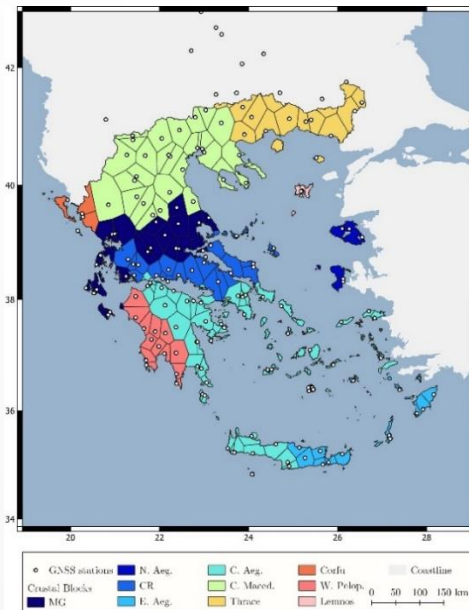 42
40
38
36
34
20 22 24 26 28
GNSS stations N. Aeg. C. Aeg. Corfu Coastline
Crustal Blocks CR C. Maced. W. Pelop. 0 50 100 150 km
MG E. Aeg. Thrace Lemnos